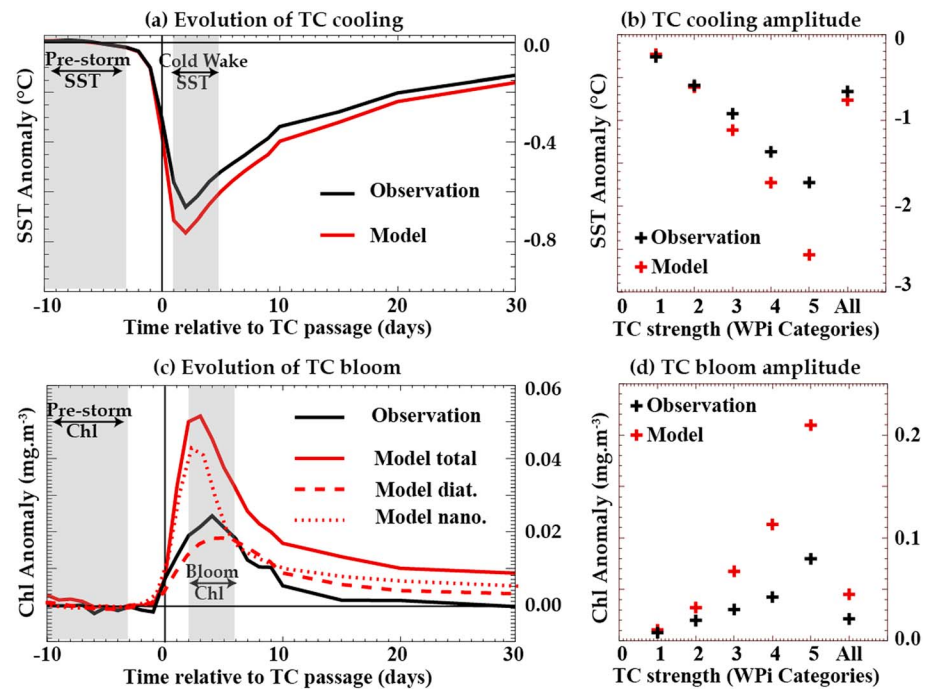 (a) Evolution of TC cooling
Pre-storm
SST
Cold Wake
SST
Observation
Model
SST Anomaly (°C)
0.0
-0.4
-0.8
-10 0 10 20 30
Time relative to TC passage (days)
(b) TC cooling amplitude
SST Anomaly (°C)
0
-1
-2
-3
Observation
Model
0 1 2 3 4 5 All
TC strength (WPi Categories)
(c) Evolution of TC bloom
Pre-storm
Chl
Bloom
Chl
Observation
Model total
Model diat.
Model nano.
Chl Anomaly (mg.m-³)
0.06
0.04
0.02
0.00
-10 0 10 20 30
Time relative to TC passage (days)
(d) TC bloom amplitude
Observation
Model
Chl Anomaly (mg.m-³)
0.2
0.1
0.0
0 1 2 3 4 5 All
TC strength (WPi Categories)